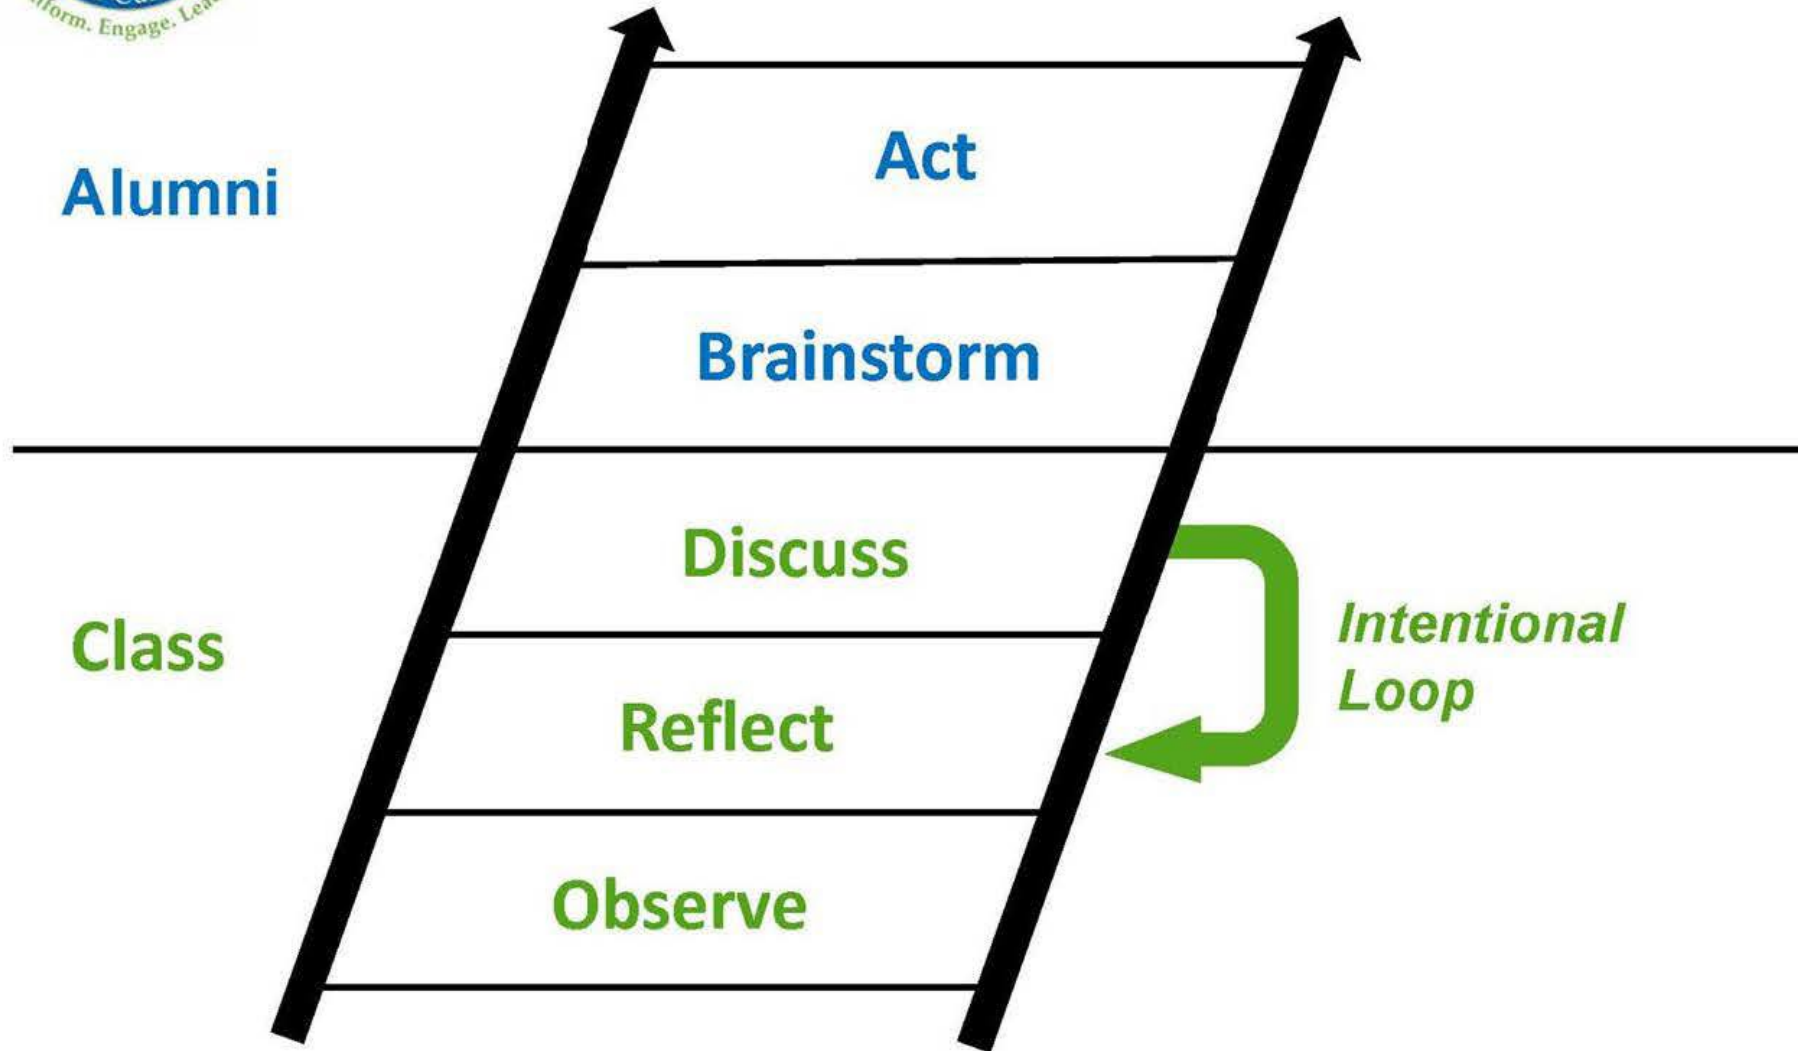 Engage.
Act
Alumni
Brainstorm
Discuss
Intentional
Loop
Class
Reflect
Observe